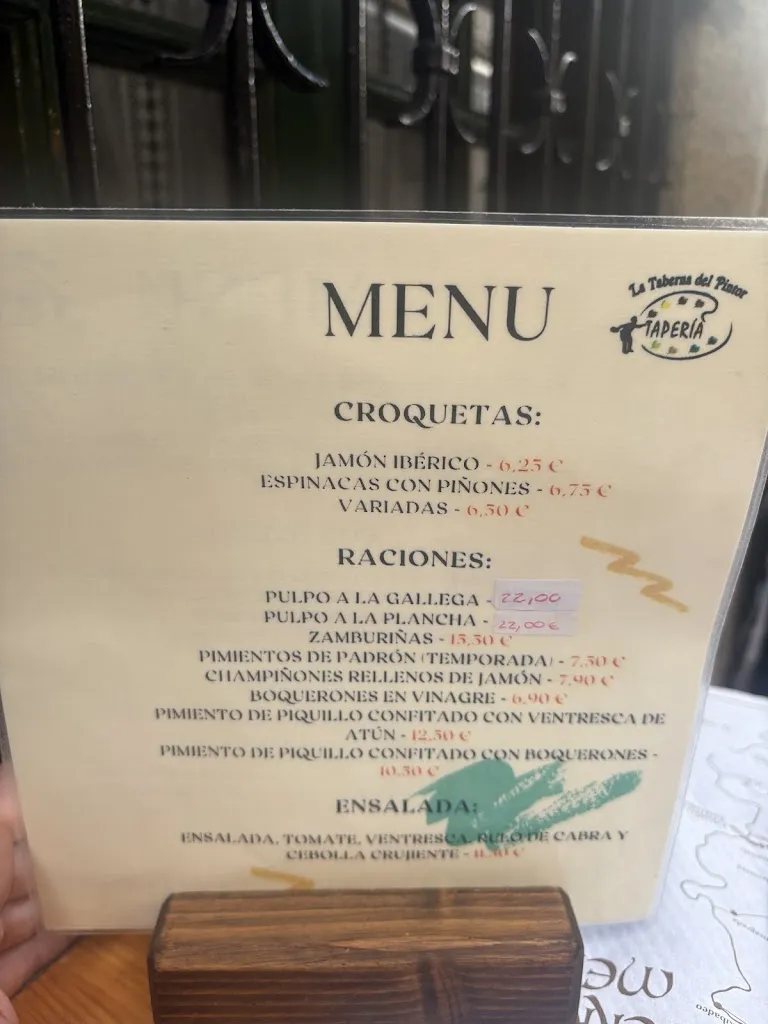 MENU
La Taberna del Pintor
TAPERÍA
CROQUETAS:
JAMÓN IBÉRICO - 6,25 €
ESPINACAS CON PIÑONES - 6,75 €
VARIADAS - 6,50 €
RACIONES:
PULPO A LA GALLEGA - 22,00
PULPO A LA PLANCHA - 22,00 €
ZAMBURIÑAS - 15,50 €
PIMIENTOS DE PADRÓN (TEMPORADA) - 7,50 €
CHAMPIÑONES RELLENOS DE JAMÓN - 7,90 €
BOQUERONES EN VINAGRE - 6,90 €
PIMIENTO DE PIQUILLO CONFITADO CON VENTRESCA DE
ATÚN - 12,50 €
PIMIENTO DE PIQUILLO CONFITADO CON BOQUERONES -
10,50 €
ENSALADA:
ENSALADA, TOMATE, VENTRESCA, RULO DE CABRA Y
CEBOLLA CRUJIENTE -